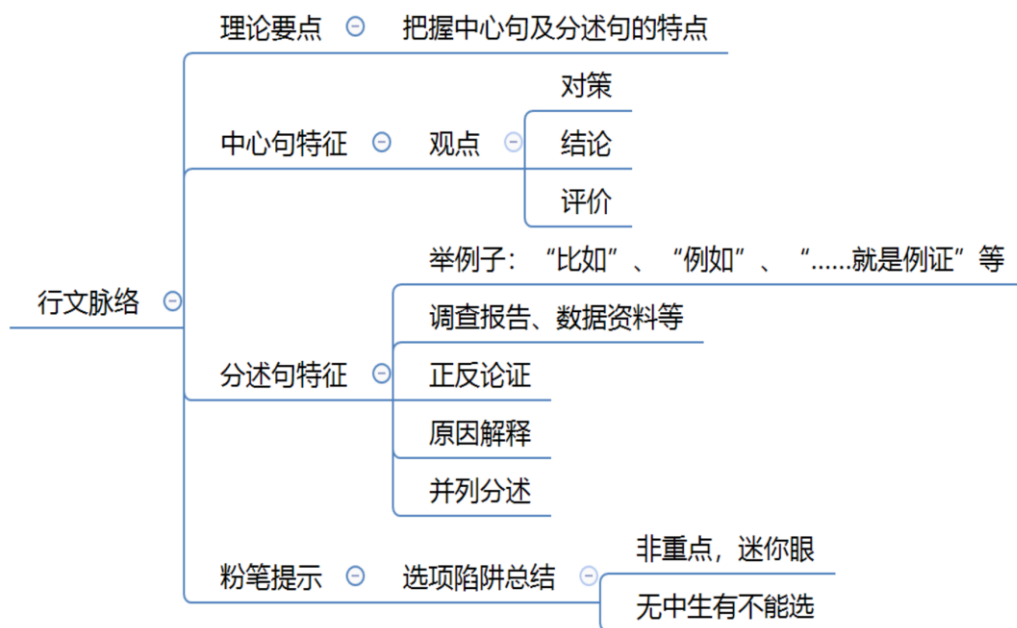 行文脉络
理论要点
把握中心句及分述句的特点
中心句特征
观点
对策
结论
评价
分述句特征
举例子：“比如”、“例如”、“……就是例证”等
调查报告、数据资料等
正反论证
原因解释
并列分述
粉笔提示
选项陷阱总结
非重点，迷你眼
无中生有不能选